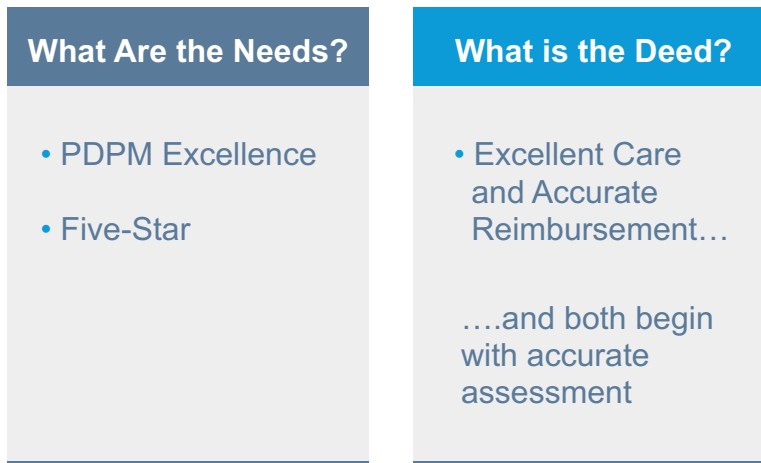 What Are the Needs?
• PDPM Excellence
• Five-Star
What is the Deed?
• Excellent Care
and Accurate
Reimbursement…
….and both begin
with accurate
assessment